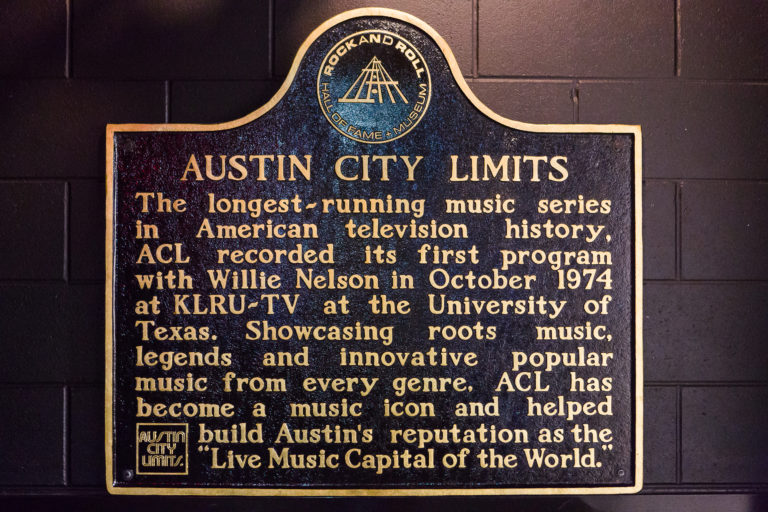 ROCK AND ROLL
HALL OF FAME + MUSEUM
AUSTIN CITY LIMITS
The longest-running music series
in American television history,
ACL recorded its first program
with Willie Nelson in October 1974
at KLRU-TV at the University of
Texas. Showcasing roots music,
legends and innovative popular
music from every genre, ACL has
become a music icon and helped
build Austin's reputation as the
"Live Music Capital of the World."
AUSTIN
CITY
LIMITS